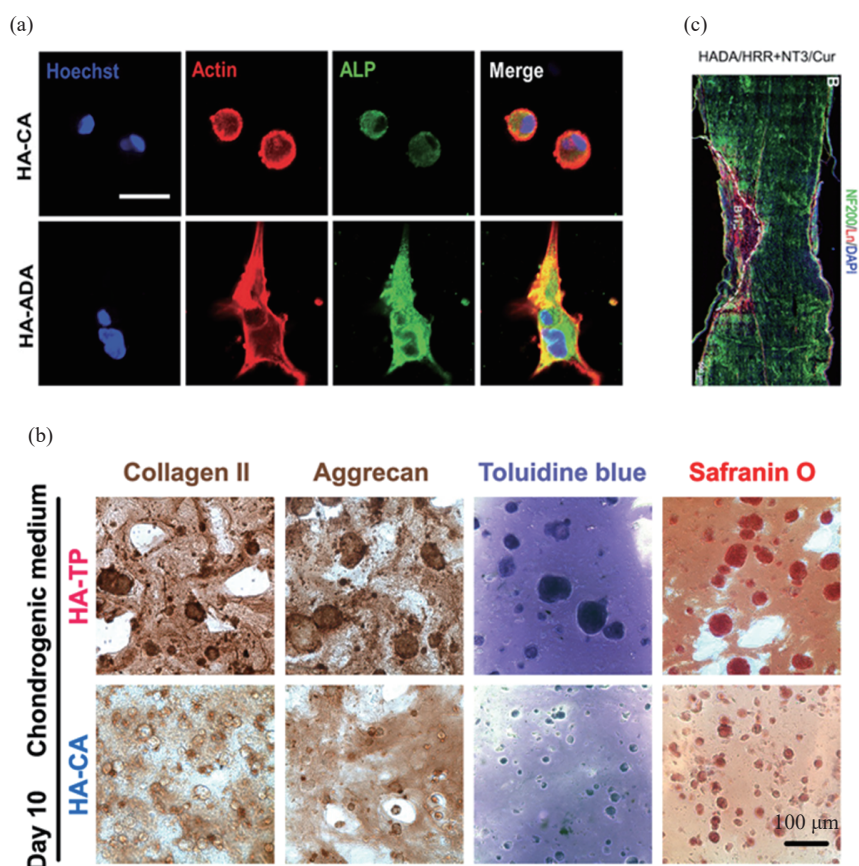 (a)
Hoechst
Actin
ALP
Merge
HA-CA
HA-ADA
(c)
HADA/HRR+NT3/Cur
B
NF200/Ln/DAPI
(b)
Collagen II
Aggrecan
Toluidine blue
Safranin O
Day 10 Chondrogenic medium
HA-TP
HA-CA
100 μm